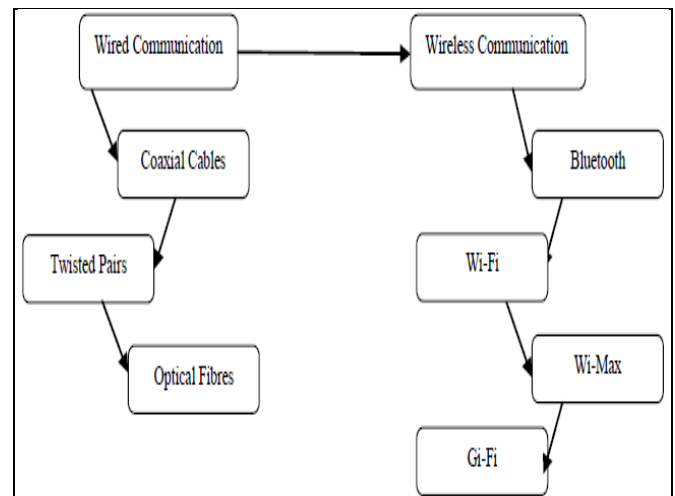 Wired Communication
Wireless Communication
Coaxial Cables
Bluetooth
Twisted Pairs
Wi-Fi
Optical Fibres
Wi-Max
Gi-Fi